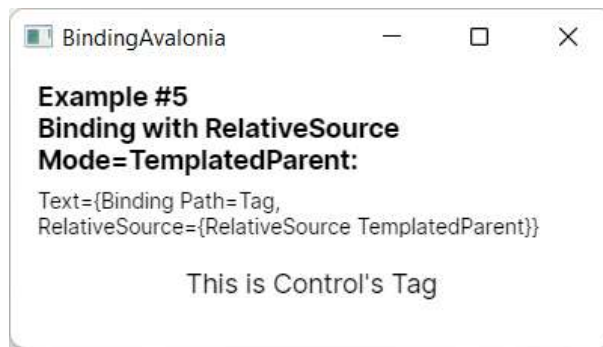 BindingAvalonia
Example #5
Binding with RelativeSource
Mode=TemplatedParent:
Text={Binding Path=Tag,
RelativeSource={RelativeSource TemplatedParent}}
This is Control's Tag